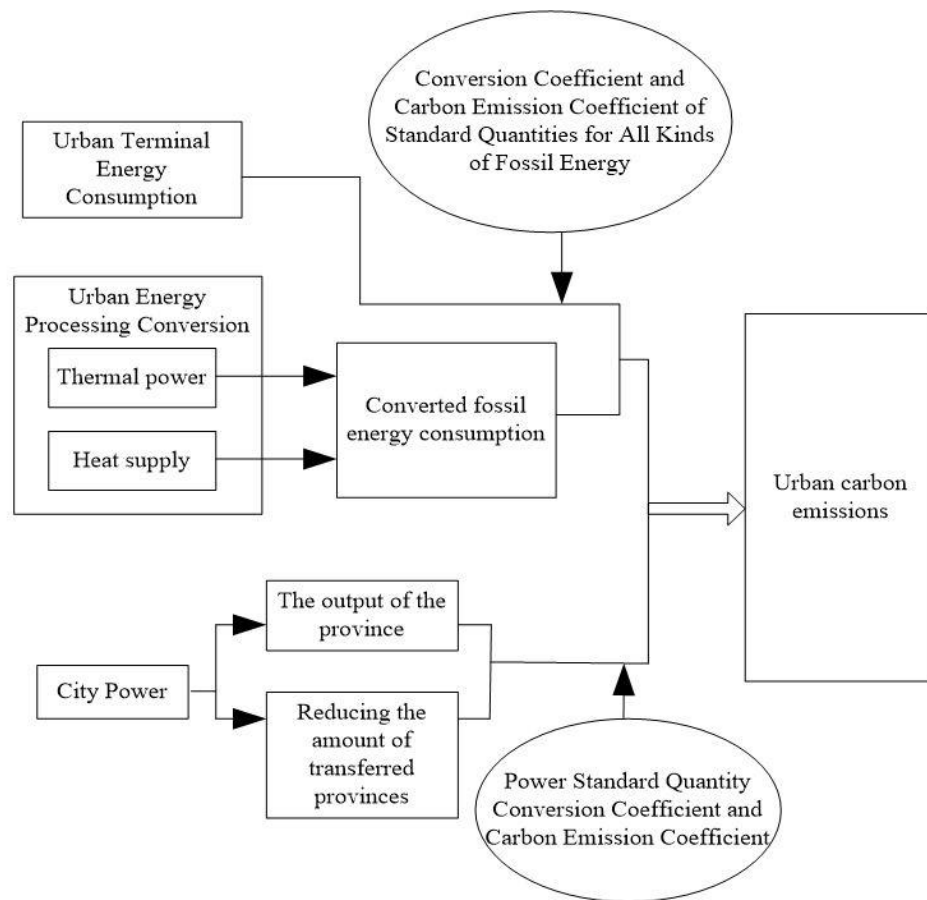 Conversion Coefficient and
Carbon Emission Coefficient of
Standard Quantities for All Kinds
of Fossil Energy
Urban Terminal
Energy
Consumption
Urban Energy
Processing Conversion
Thermal power
Heat supply
Converted fossil
energy consumption
Urban carbon
emissions
The output of the
province
City Power
Reducing the
amount of
transferred
provinces
Power Standard Quantity
Conversion Coefficient and
Carbon Emission Coefficient